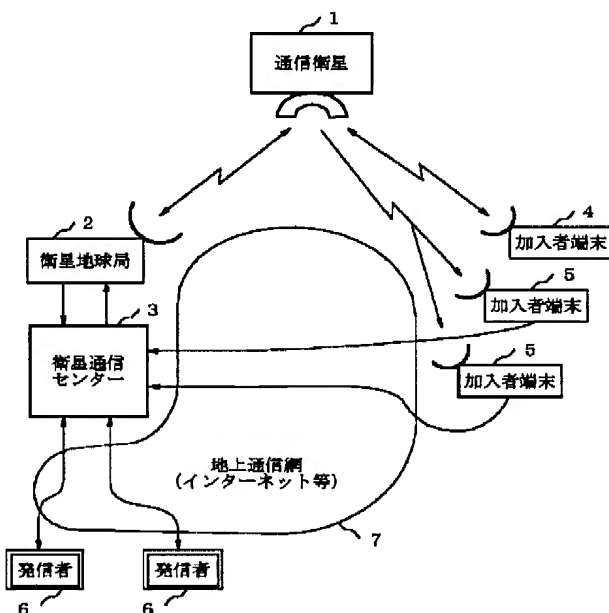 1
通信衛星
2
衛星地球局
4
加入者端末
5
加入者端末
3
衛星通信
センター
5
加入者端末
地上通信網
(インターネット等)
7
発信者
発信者
6
6